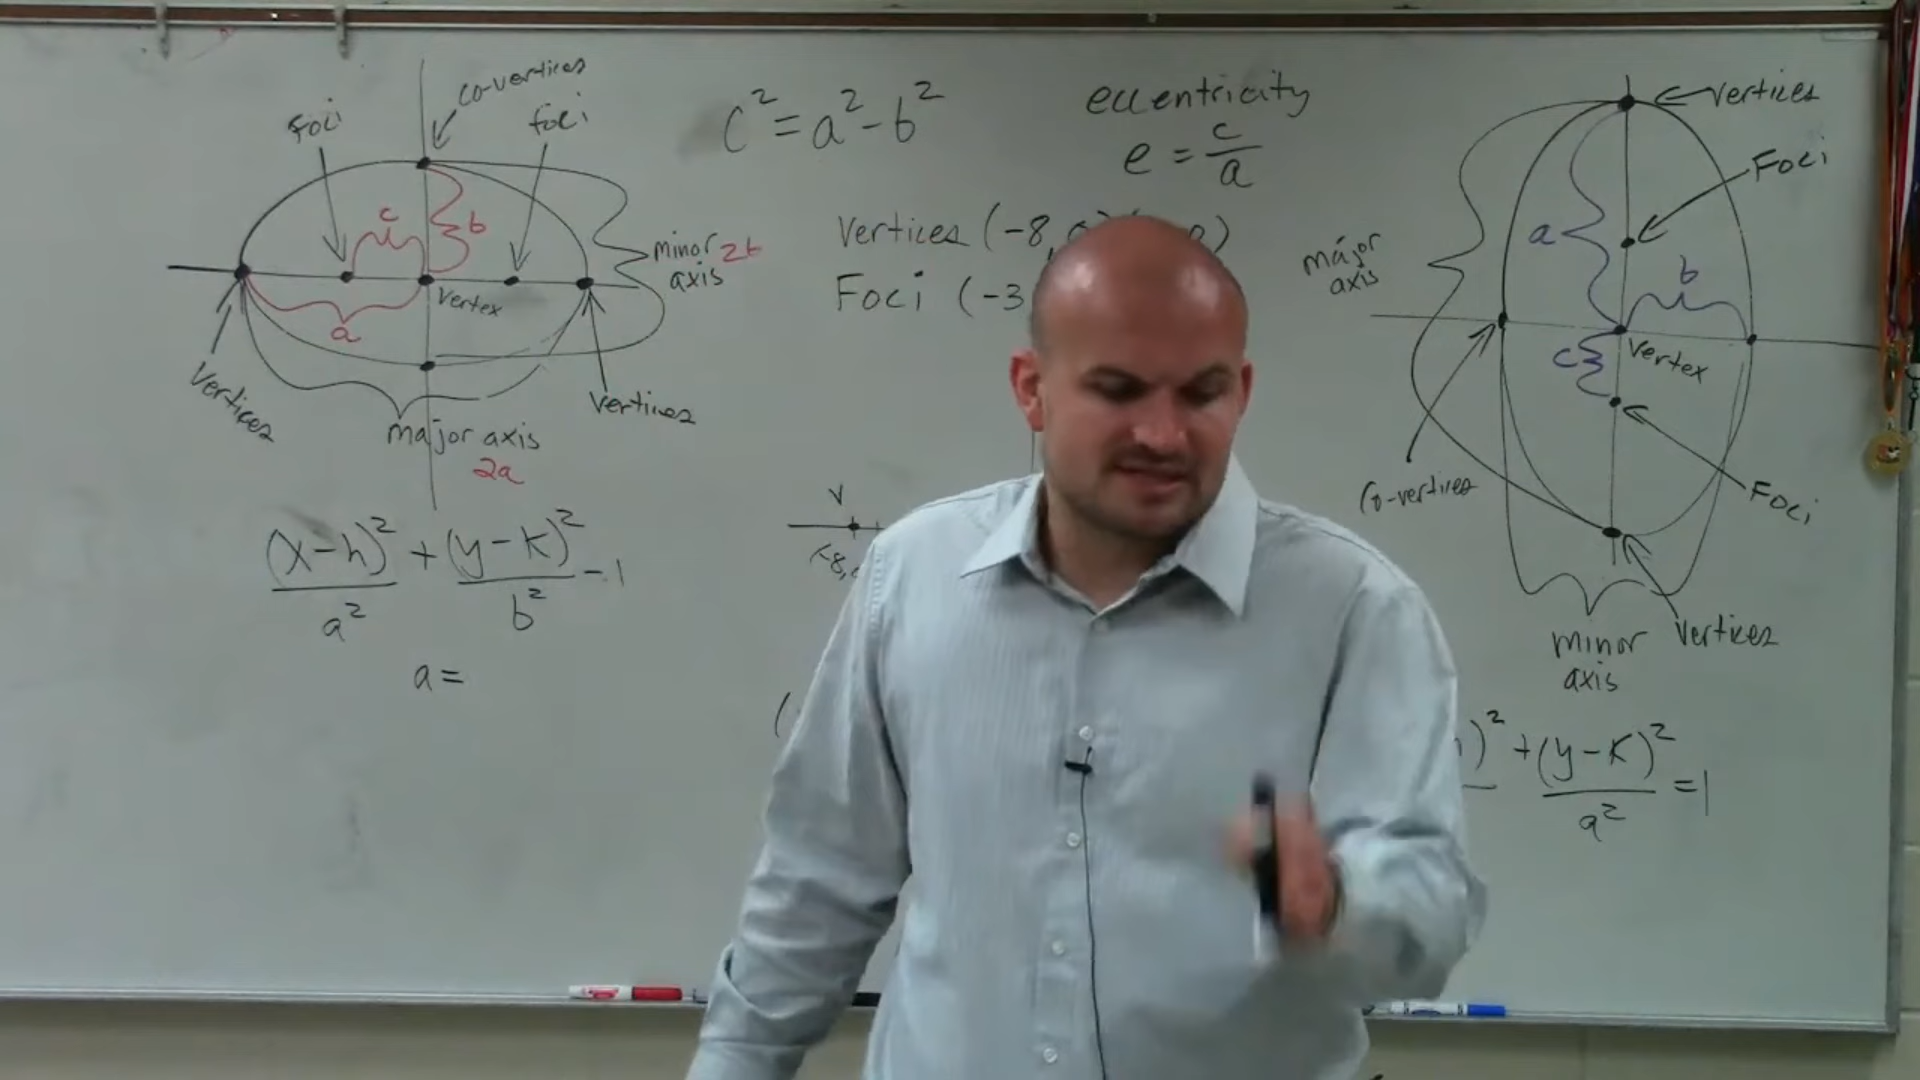 co-vertices
Foci
foci
c
b
minor 2b
axis
Vertex
a
Vertices
Vertices
major axis
2a
(x-h)² + (y-k)² = 1
a² b²
a =
c² = a² - b²
eccentricity
e = c/a
Vertices (-8,
Foci (-3
V
(-8,
Vertices
Foci
major
axis
a
b
c
Vertex
Co-vertices
Foci
Vertices
minor
axis
)² + (y-k)² = 1
a²